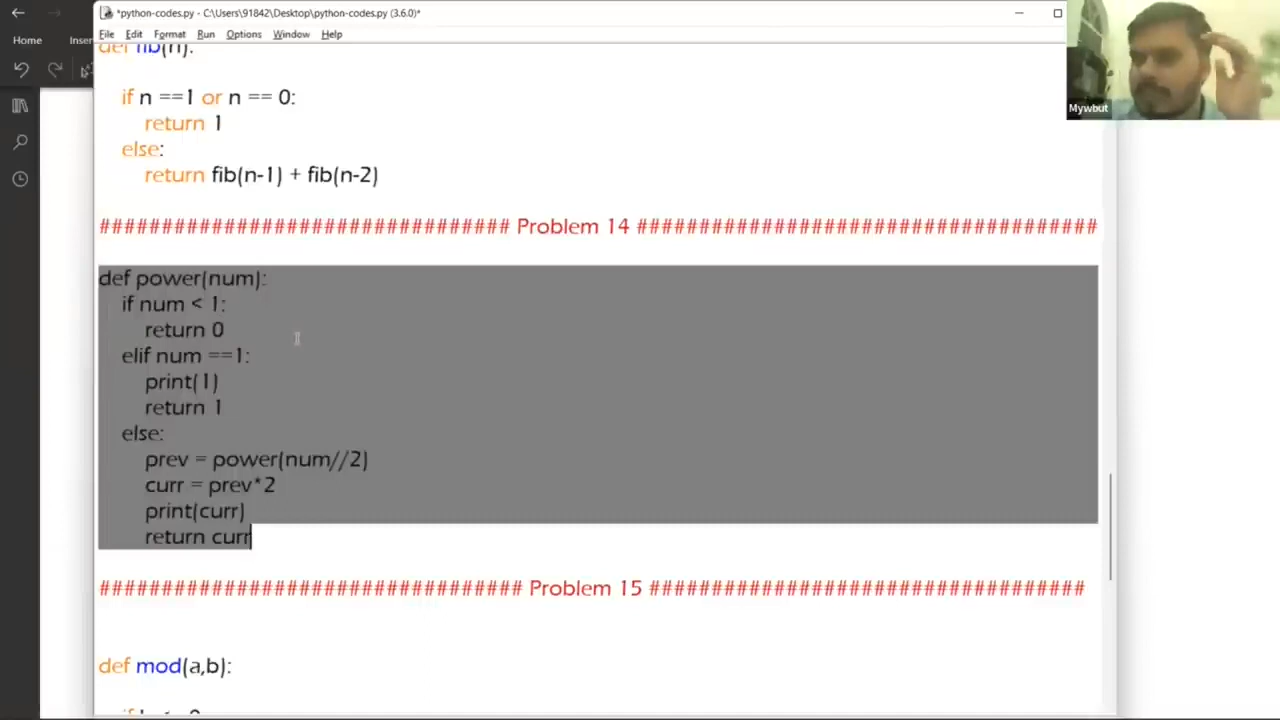 *python-codes.py - C:\Users\91842\Desktop\python-codes.py (3.6.0)*
Home
Inser
File Edit Format Run Options Window Help
def fib(n):
if n ==1 or n == 0:
return 1
else:
return fib(n-1) + fib(n-2)
################################# Problem 14 #####################################
def power(num):
if num < 1:
return 0
elif num ==1:
print(1)
return 1
else:
prev = power(num//2)
curr = prev*2
print(curr)
return curr
################################## Problem 15 ###################################
def mod(a,b):
Mywbut